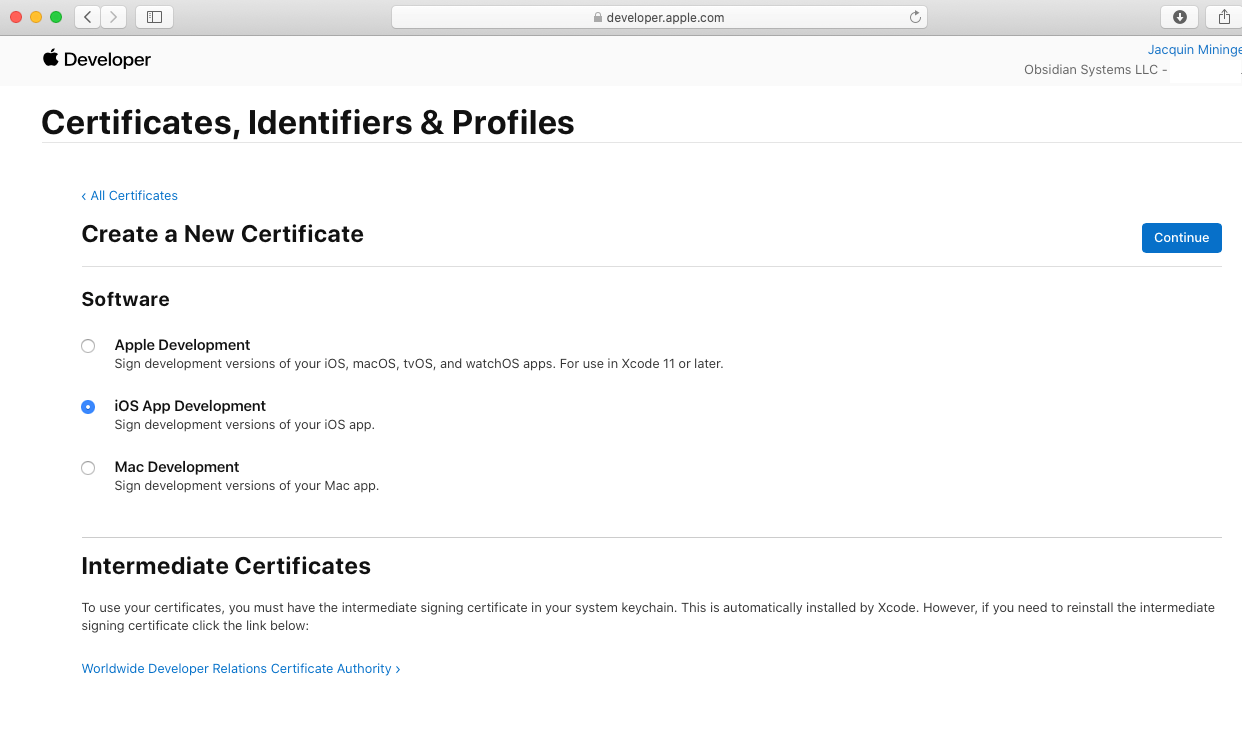 developer.apple.com
Developer
Jacquin Mininge
Obsidian Systems LLC -
Certificates, Identifiers & Profiles
‹ All Certificates
Create a New Certificate
Continue
Software
Apple Development
Sign development versions of your iOS, macOS, tvOS, and watchOS apps. For use in Xcode 11 or later.
iOS App Development
Sign development versions of your iOS app.
Mac Development
Sign development versions of your Mac app.
Intermediate Certificates
To use your certificates, you must have the intermediate signing certificate in your system keychain. This is automatically installed by Xcode. However, if you need to reinstall the intermediate
signing certificate click the link below:
Worldwide Developer Relations Certificate Authority ›